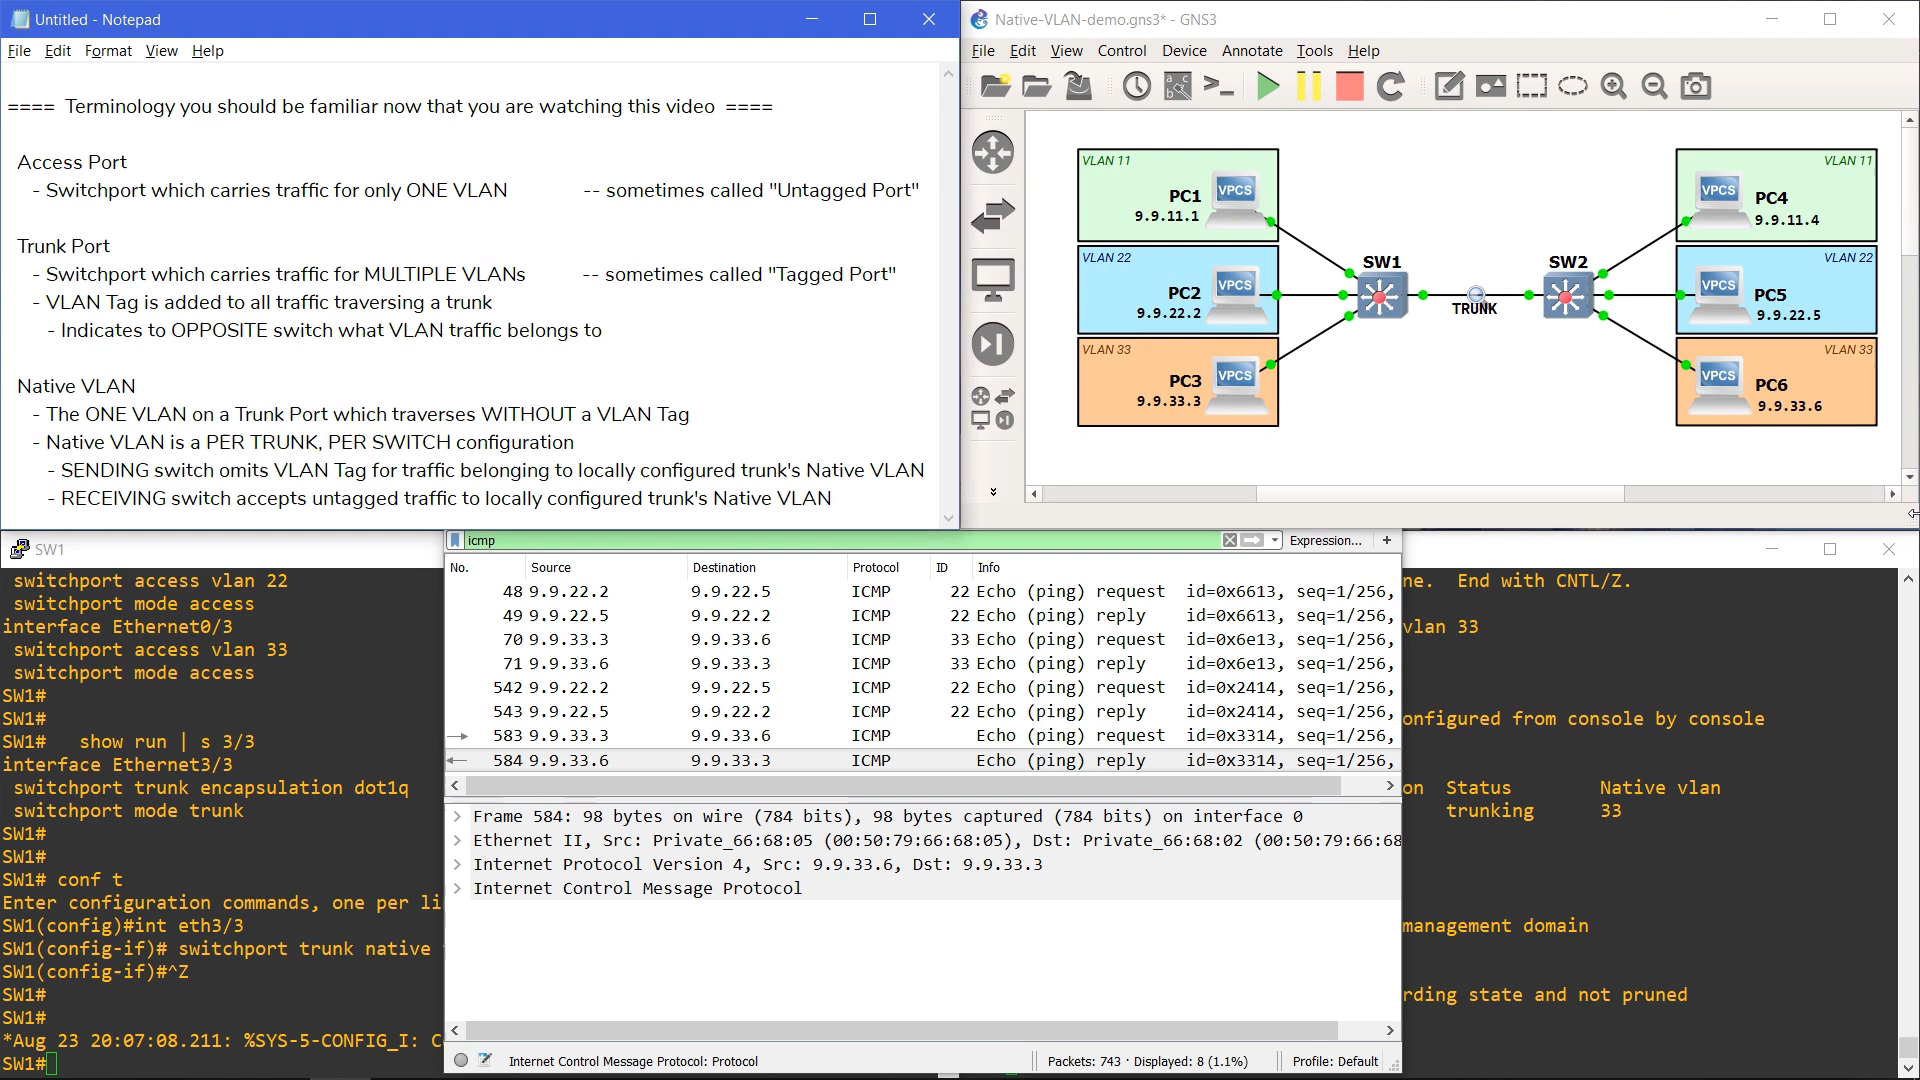 Untitled - Notepad
File Edit Format View Help
==== Terminology you should be familiar now that you are watching this video ====
Access Port
- Switchport which carries traffic for only ONE VLAN -- sometimes called "Untagged Port"
Trunk Port
- Switchport which carries traffic for MULTIPLE VLANs -- sometimes called "Tagged Port"
- VLAN Tag is added to all traffic traversing a trunk
- Indicates to OPPOSITE switch what VLAN traffic belongs to
Native VLAN
- The ONE VLAN on a Trunk Port which traverses WITHOUT a VLAN Tag
- Native VLAN is a PER TRUNK, PER SWITCH configuration
- SENDING switch omits VLAN Tag for traffic belonging to locally configured trunk's Native VLAN
- RECEIVING switch accepts untagged traffic to locally configured trunk's Native VLAN
Native-VLAN-demo.gns3* - GNS3
File Edit View Control Device Annotate Tools Help
VLAN 11
PC1
9.9.11.1
VPCS
VLAN 22
PC2
9.9.22.2
VPCS
VLAN 33
PC3
9.9.33.3
VPCS
SW1
TRUNK
SW2
VLAN 11
VPCS
PC4
9.9.11.4
VLAN 22
VPCS
PC5
9.9.22.5
VLAN 33
VPCS
PC6
9.9.33.6
SW1
switchport access vlan 22
switchport mode access
interface Ethernet0/3
switchport access vlan 33
switchport mode access
SW1#
SW1#
SW1# show run | s 3/3
interface Ethernet3/3
switchport trunk encapsulation dot1q
switchport mode trunk
SW1#
SW1#
SW1# conf t
Enter configuration commands, one per li
SW1(config)#int eth3/3
SW1(config-if)# switchport trunk native
SW1(config-if)#^Z
SW1#
SW1#
*Aug 23 20:07:08.211: %SYS-5-CONFIG_I: C
SW1#
icmp
Expression... +
No. Source Destination Protocol ID Info
48 9.9.22.2 9.9.22.5 ICMP 22 Echo (ping) request id=0x6613, seq=1/256,
49 9.9.22.5 9.9.22.2 ICMP 22 Echo (ping) reply id=0x6613, seq=1/256,
70 9.9.33.3 9.9.33.6 ICMP 33 Echo (ping) request id=0x6e13, seq=1/256,
71 9.9.33.6 9.9.33.3 ICMP 33 Echo (ping) reply id=0x6e13, seq=1/256,
542 9.9.22.2 9.9.22.5 ICMP 22 Echo (ping) request id=0x2414, seq=1/256,
543 9.9.22.5 9.9.22.2 ICMP 22 Echo (ping) reply id=0x2414, seq=1/256,
583 9.9.33.3 9.9.33.6 ICMP Echo (ping) request id=0x3314, seq=1/256,
584 9.9.33.6 9.9.33.3 ICMP Echo (ping) reply id=0x3314, seq=1/256,
Frame 584: 98 bytes on wire (784 bits), 98 bytes captured (784 bits) on interface 0
Ethernet II, Src: Private_66:68:05 (00:50:79:66:68:05), Dst: Private_66:68:02 (00:50:79:66:68
Internet Protocol Version 4, Src: 9.9.33.6, Dst: 9.9.33.3
Internet Control Message Protocol
Internet Control Message Protocol: Protocol
Packets: 743 · Displayed: 8 (1.1%)
Profile: Default
ne. End with CNTL/Z.
vlan 33
onfigured from console by console
on Status Native vlan
trunking 33
management domain
rding state and not pruned